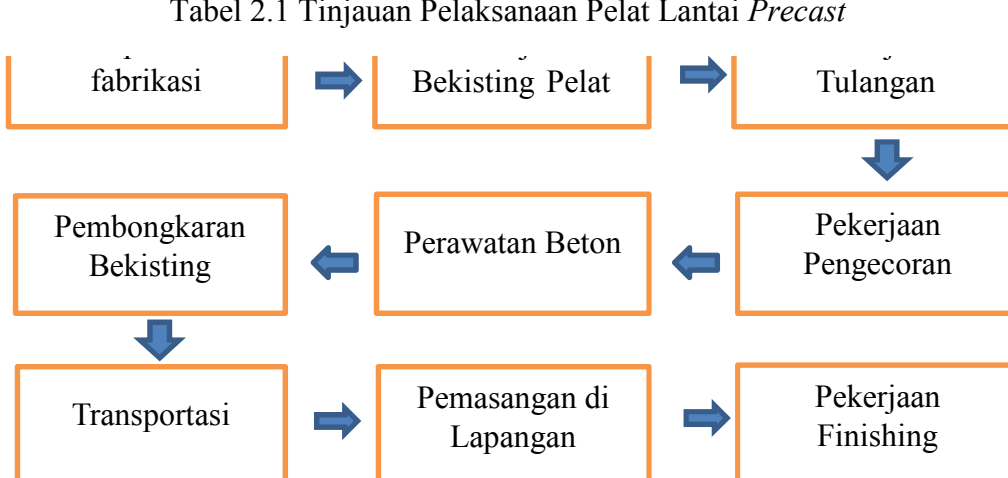 Tabel 2.1 Tinjauan Pelaksanaan Pelat Lantai Precast
fabrikasi
Bekisting Pelat
Tulangan
Pembongkaran
Bekisting
Perawatan Beton
Pekerjaan
Pengecoran
Transportasi
Pemasangan di
Lapangan
Pekerjaan
Finishing